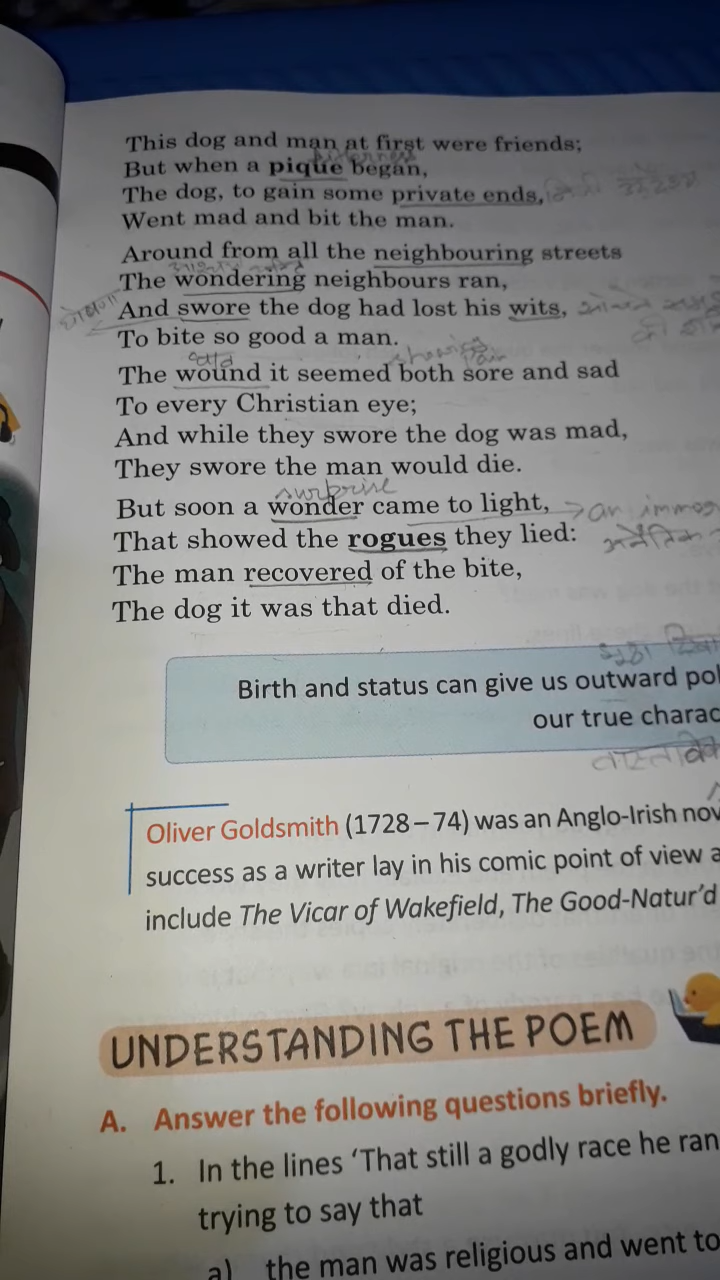 This dog and man at first were friends;
But when a pique began,
The dog, to gain some private ends,
Went mad and bit the man.
Around from all the neighbouring streets
The wondering neighbours ran,
And swore the dog had lost his wits,
To bite so good a man.
The wound it seemed both sore and sad
To every Christian eye;
And while they swore the dog was mad,
They swore the man would die.
surprise
But soon a wonder came to light,
That showed the rogues they lied:
The man recovered of the bite,
The dog it was that died.
Birth and status can give us outward
our true
Oliver Goldsmith (1728–74) was an Anglo-Irish
success as a writer lay in his comic point of view
include The Vicar of Wakefield, The Good-Natur'd
UNDERSTANDING THE POEM
A. Answer the following questions briefly.
1. In the lines 'That still a godly race he ran
trying to say that
a) the man was religious and went to